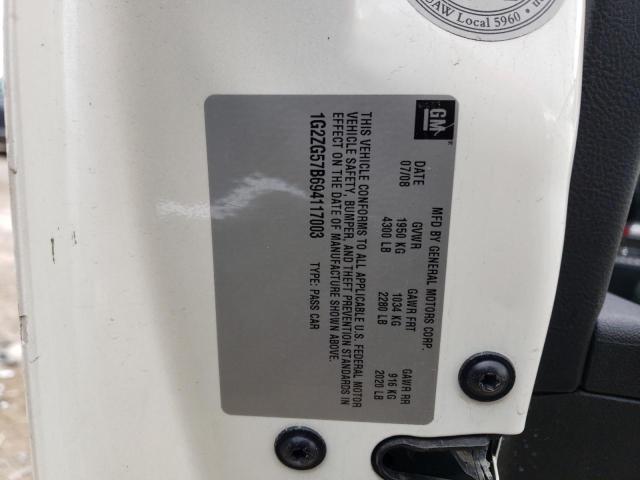 UAW Local 5960
GM
MFD BY GENERAL MOTORS CORP.
DATE GVWR GAWR FRT GAWR RR
07/08 1950 KG 1034 KG 916 KG
4300 LB 2280 LB 2020 LB
THIS VEHICLE CONFORMS TO ALL APPLICABLE U.S. FEDERAL MOTOR
VEHICLE SAFETY, BUMPER, AND THEFT PREVENTION STANDARDS IN
EFFECT ON THE DATE OF MANUFACTURE SHOWN ABOVE.
1G2ZG57B694117003 TYPE: PASS CAR